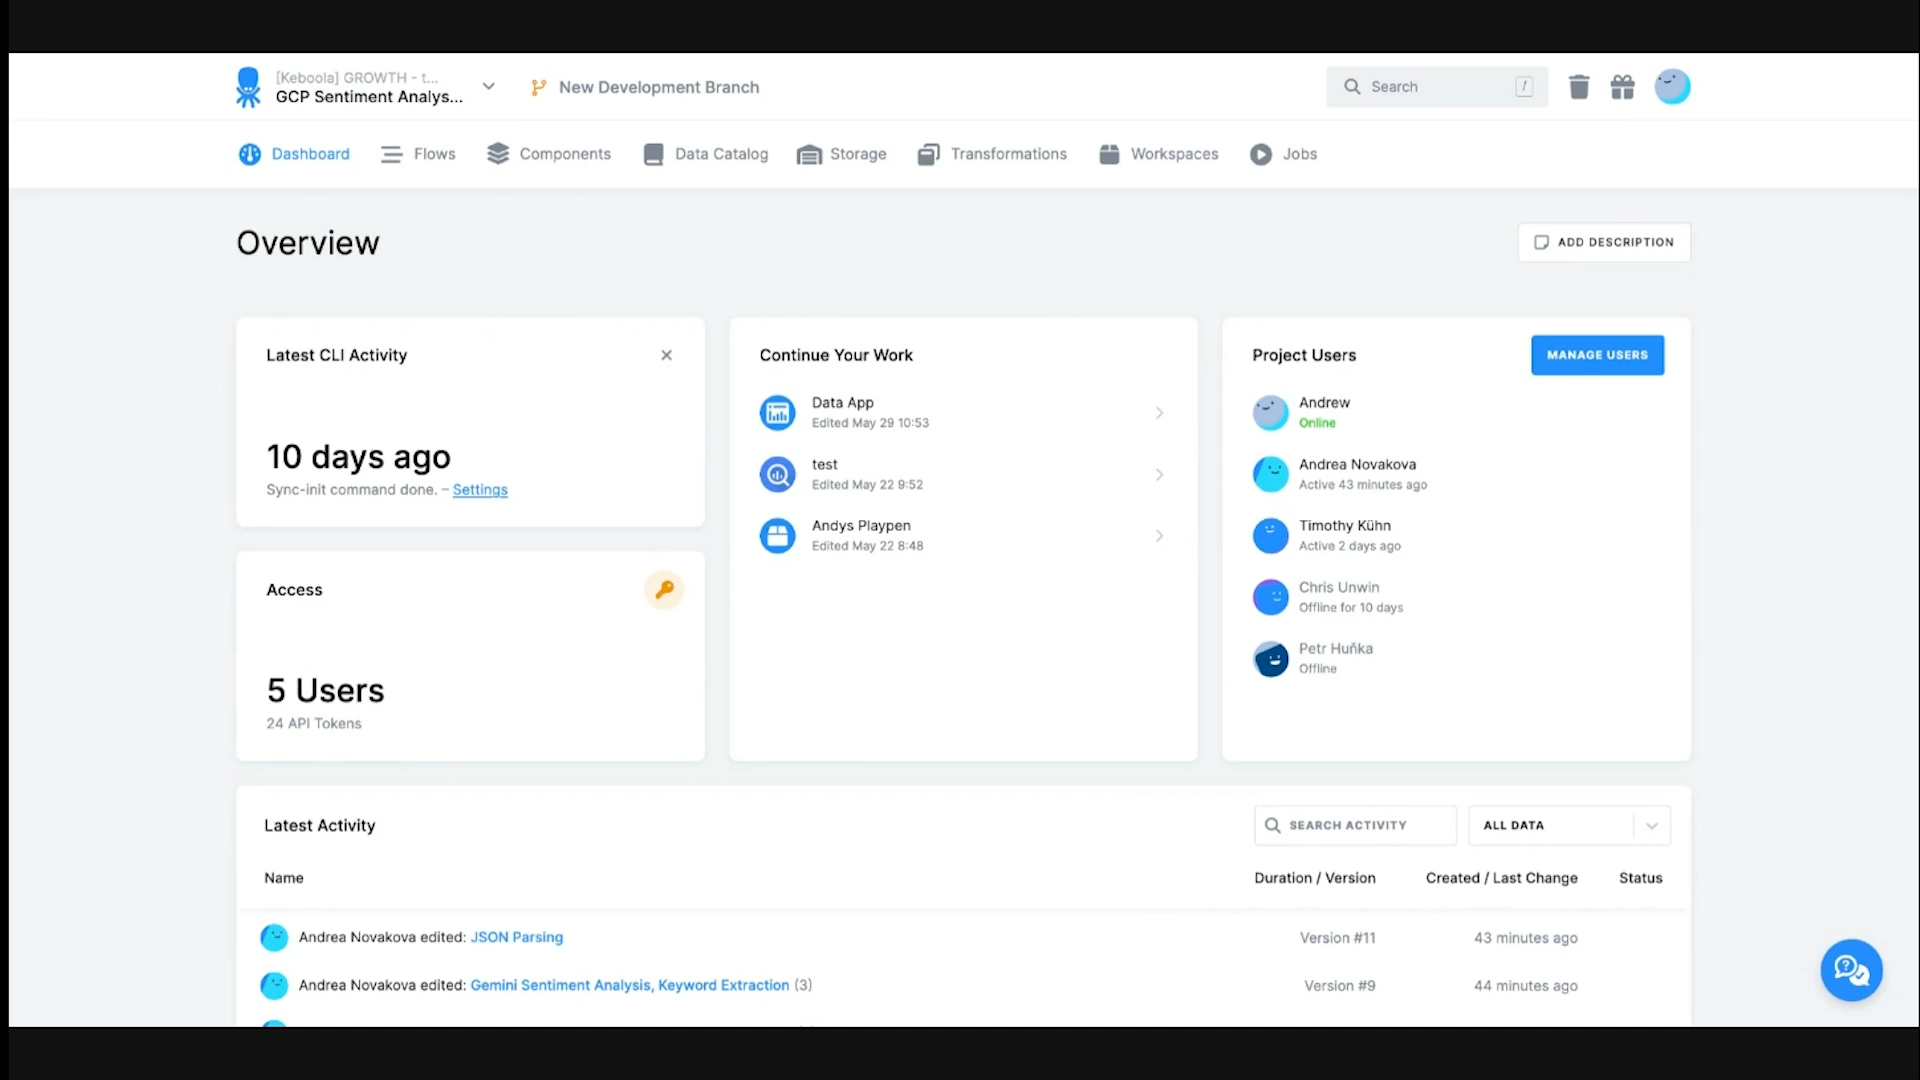 [Keboola] GROWTH - t...
GCP Sentiment Analys...
New Development Branch
Search /
Dashboard Flows Components Data Catalog Storage Transformations Workspaces Jobs
Overview
ADD DESCRIPTION
Latest CLI Activity
10 days ago
Sync-init command done. – Settings
Access
5 Users
24 API Tokens
Continue Your Work
Data App
Edited May 29 10:53
test
Edited May 22 9:52
Andys Playpen
Edited May 22 8:48
Project Users
MANAGE USERS
Andrew
Online
Andrea Novakova
Active 43 minutes ago
Timothy Kühn
Active 2 days ago
Chris Unwin
Offline for 10 days
Petr Huňka
Offline
Latest Activity
SEARCH ACTIVITY
ALL DATA
Name Duration / Version Created / Last Change Status
Andrea Novakova edited: JSON Parsing Version #11 43 minutes ago
Andrea Novakova edited: Gemini Sentiment Analysis, Keyword Extraction (3) Version #9 44 minutes ago